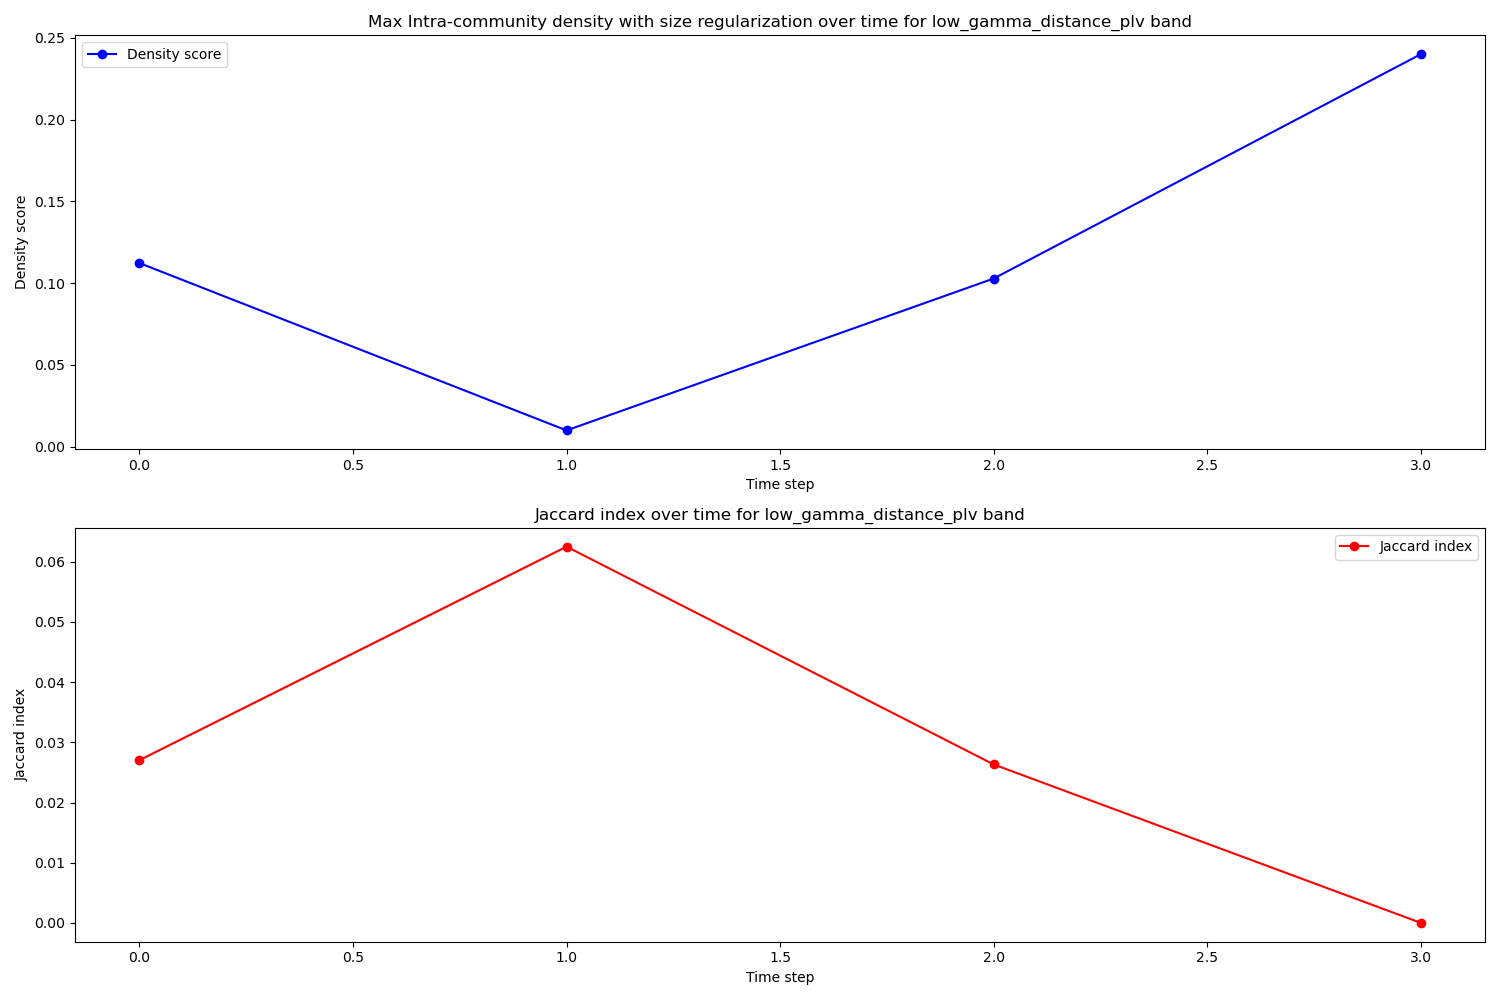 Max Intra-community density with size regularization over time for low_gamma_distance_plv band
0.25
0.20
0.15
0.10
0.05
0.00
Density score
Density score
0.0 0.5 1.0 1.5 2.0 2.5 3.0
Time step
Jaccard index over time for low_gamma_distance_plv band
0.06
0.05
0.04
0.03
0.02
0.01
0.00
Jaccard index
Jaccard index
0.0 0.5 1.0 1.5 2.0 2.5 3.0
Time step